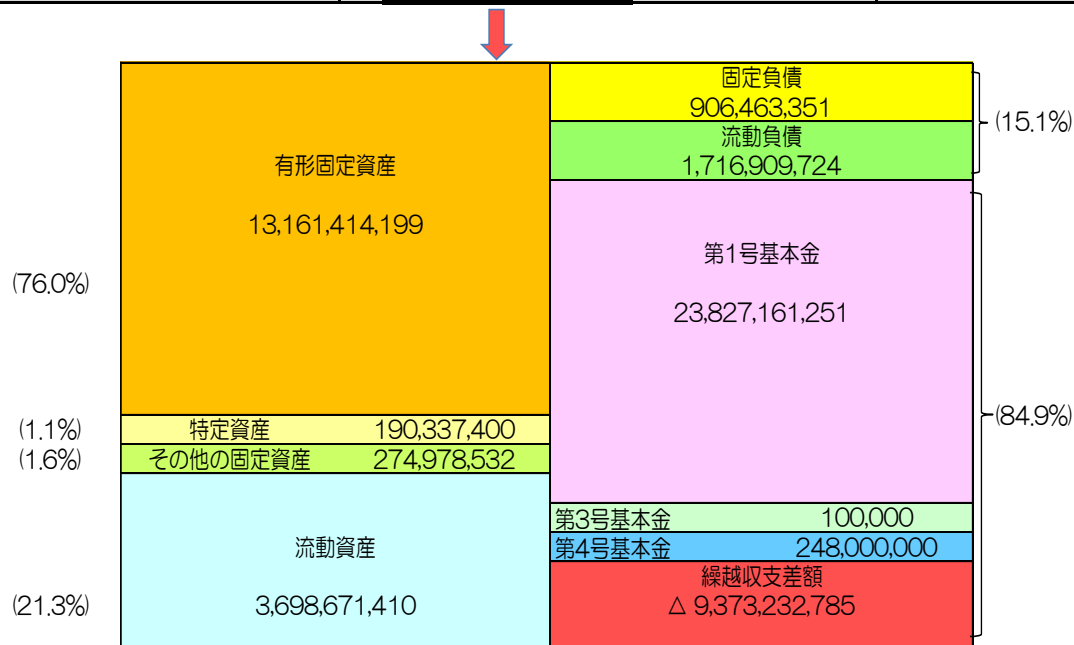 有形固定資産
13,161,414,199
(76.0%)
特定資産 190,337,400
(1.1%)
その他の固定資産 274,978,532
(1.6%)
流動資産
3,698,671,410
(21.3%)
固定負債
906,463,351
流動負債
1,716,909,724
(15.1%)
第1号基本金
23,827,161,251
第3号基本金 100,000
第4号基本金 248,000,000
繰越収支差額
△ 9,373,232,785
(84.9%)